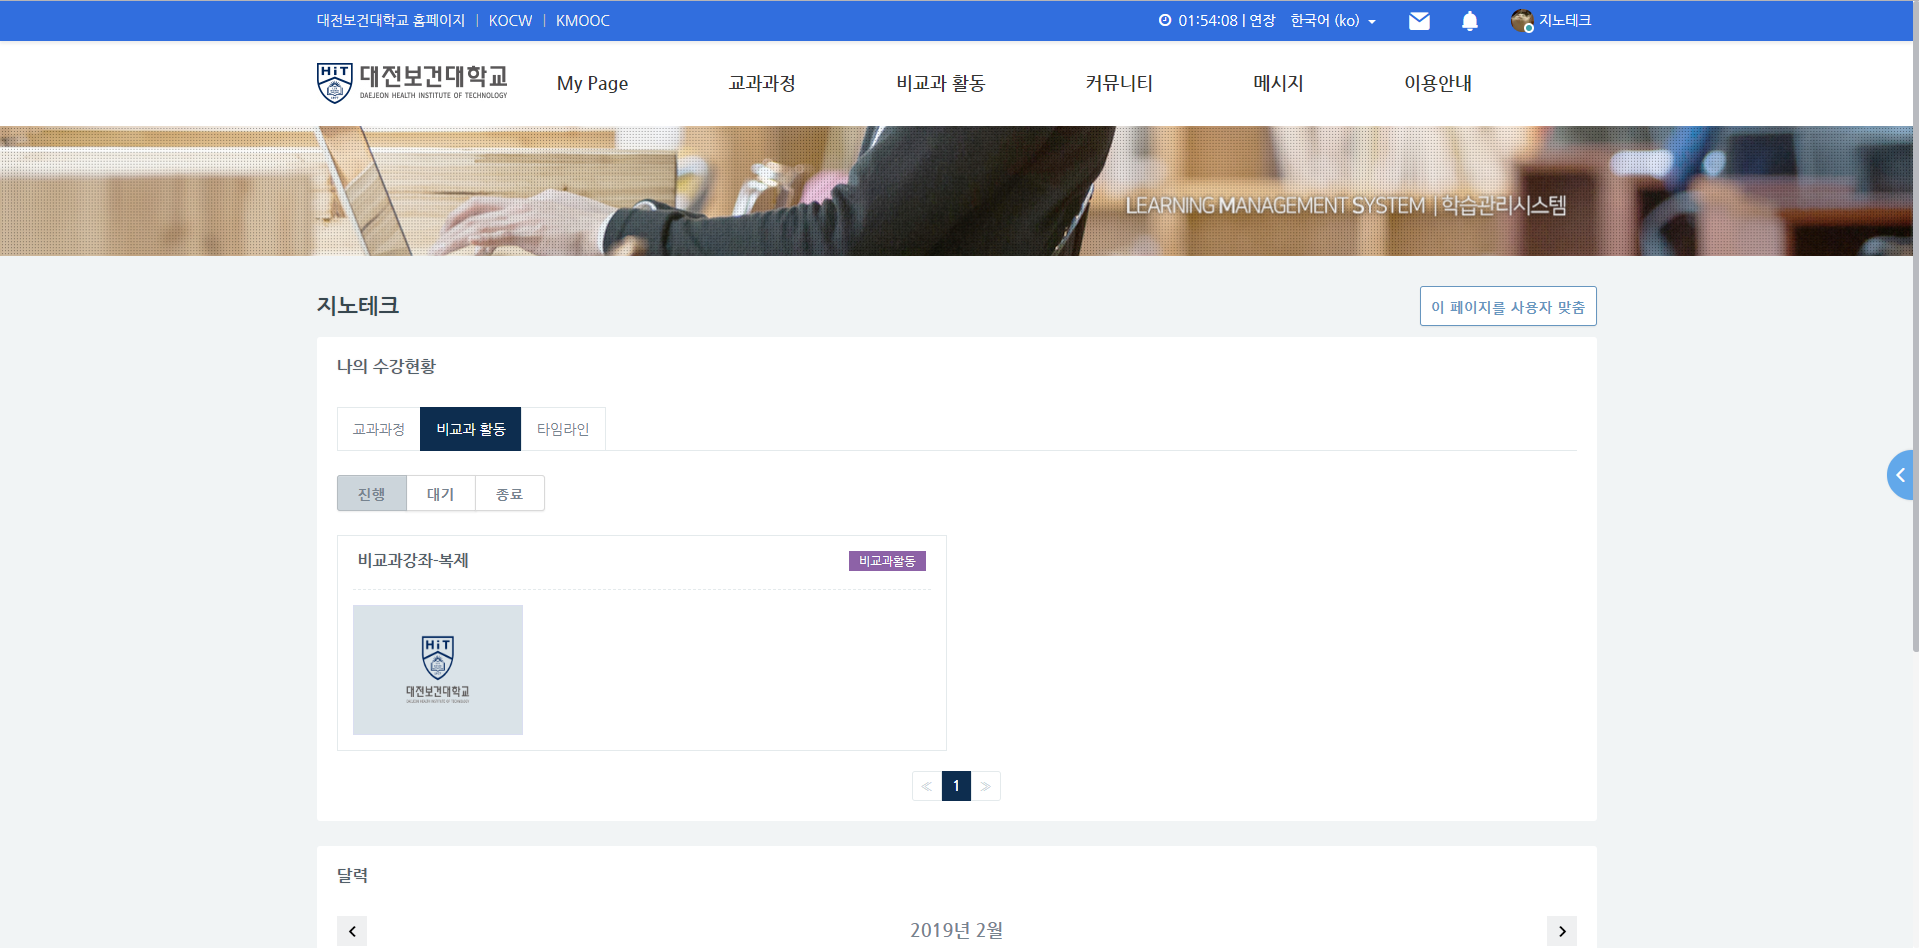 대전보건대학교 홈페이지 | KOCW | KMOOC
01:54:08 | 연장 한국어 (ko) 지노테크
HiT 대전보건대학교
DAEJEON HEALTH INSTITUTE OF TECHNOLOGY
My Page 교과과정 비교과 활동 커뮤니티 메시지 이용안내
LEARNING MANAGEMENT SYSTEM | 학습관리시스템
지노테크
이 페이지를 사용자 맞춤
나의 수강현황
교과과정 비교과 활동 타임라인
진행 대기 종료
비교과강좌-복제 비교과활동
HiT
대전보건대학교
DAEJEON HEALTH INSTITUTE OF TECHNOLOGY
1
달력
2019년 2월